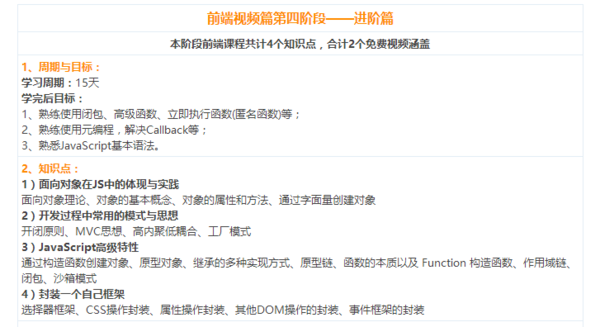 前端视频篇第四阶段——进阶篇
本阶段前端课程共计4个知识点，合计2个免费视频涵盖
1、周期与目标：
学习周期：15天
学完后目标：
1、熟练使用闭包、高级函数、立即执行函数(匿名函数)等；
2、熟练使用元编程，解决Callback等；
3、熟悉JavaScript基本语法。
2、知识点：
1）面向对象在JS中的体现与实践
面向对象理论、对象的基本概念、对象的属性和方法、通过字面量创建对象
2）开发过程中常用的模式与思想
开闭原则、MVC思想、高内聚低耦合、工厂模式
3）JavaScript高级特性
通过构造函数创建对象、原型对象、继承的多种实现方式、原型链、函数的本质以及 Function 构造函数、作用域链、
闭包、沙箱模式
4）封装一个自己框架
选择器框架、CSS操作封装、属性操作封装、其他DOM操作的封装、事件框架的封装